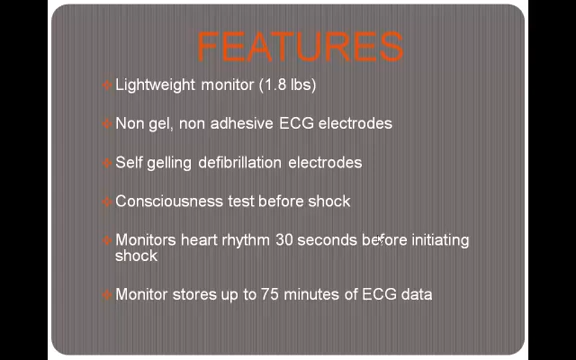 FEATURES
Lightweight monitor (1.8 lbs)
Non gel, non adhesive ECG electrodes
Self gelling defibrillation electrodes
Consciousness test before shock
Monitors heart rhythm 30 seconds before initiating
shock
Monitor stores up to 75 minutes of ECG data